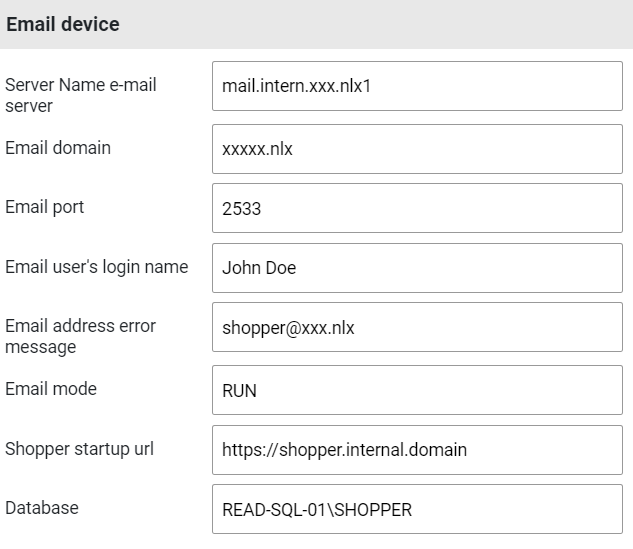 Email device
Server Name e-mail
server
mail.intern.xxx.nlx1
Email domain
xxxxx.nlx
Email port
2533
Email user's login name
John Doe
Email address error
message
shopper@xxx.nlx
Email mode
RUN
Shopper startup url
https://shopper.internal.domain
Database
READ-SQL-01\SHOPPER